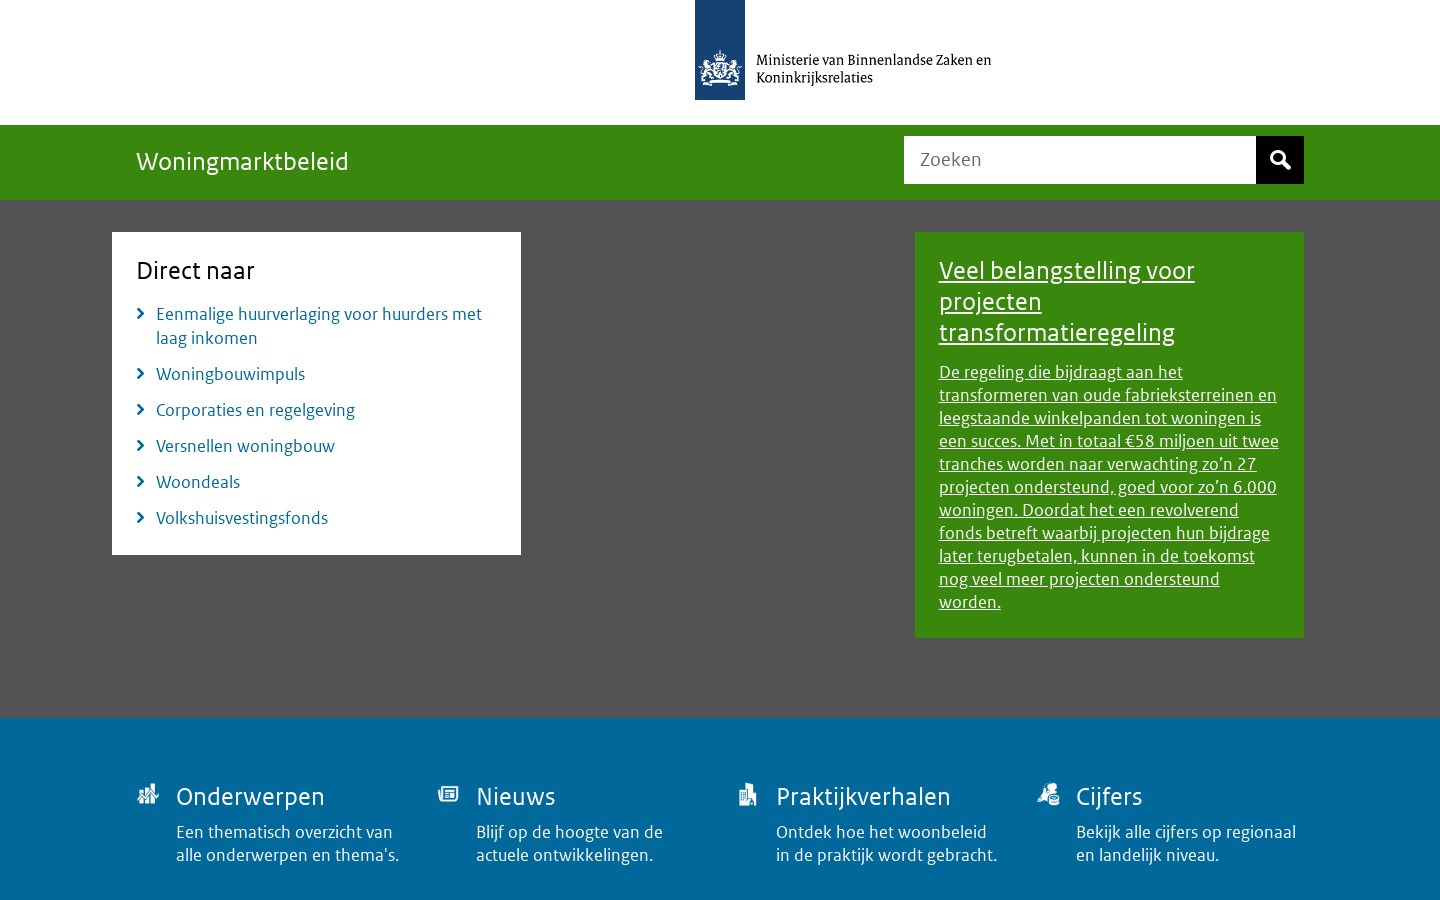 Ministerie van Binnenlandse Zaken en
Koninkrijksrelaties
Woningmarktbeleid
Zoeken
Direct naar
Eenmalige huurverlaging voor huurders met
laag inkomen
Woningbouwimpuls
Corporaties en regelgeving
Versnellen woningbouw
Woondeals
Volkshuisvestingsfonds
Veel belangstelling voor
projecten
transformatieregeling
De regeling die bijdraagt aan het
transformeren van oude fabrieksterreinen en
leegstaande winkelpanden tot woningen is
een succes. Met in totaal €58 miljoen uit twee
tranches worden naar verwachting zo’n 27
projecten ondersteund, goed voor zo’n 6.000
woningen. Doordat het een revolverend
fonds betreft waarbij projecten hun bijdrage
later terugbetalen, kunnen in de toekomst
nog veel meer projecten ondersteund
worden.
Onderwerpen
Een thematisch overzicht van
alle onderwerpen en thema's.
Nieuws
Blijf op de hoogte van de
actuele ontwikkelingen.
Praktijkverhalen
Ontdek hoe het woonbeleid
in de praktijk wordt gebracht.
Cijfers
Bekijk alle cijfers op regionaal
en landelijk niveau.